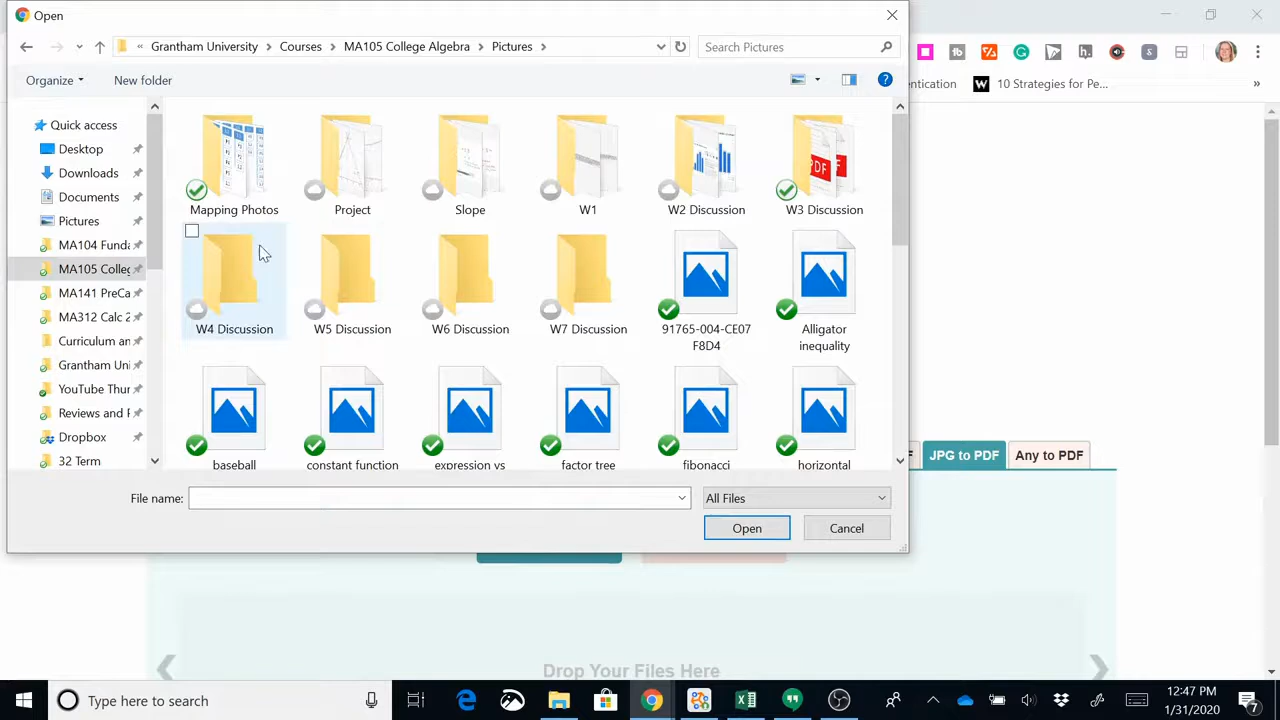 Open
« Grantham University > Courses > MA105 College Algebra > Pictures >
Search Pictures
Organize
New folder
entication
10 Strategies for Pe...
Quick access
Desktop
Downloads
Documents
Pictures
MA104 Funda
MA105 Colleg
MA141 PreCa
MA312 Calc 2
Curriculum an
Grantham Uni
YouTube Thur
Reviews and F
Dropbox
32 Term
PDF
Mapping Photos
Project
Slope
W1
W2 Discussion
W3 Discussion
W4 Discussion
W5 Discussion
W6 Discussion
W7 Discussion
91765-004-CE07
F8D4
Alligator
inequality
baseball
constant function
expression vs
factor tree
fibonacci
horizontal
File name:
All Files
Open
Cancel
JPG to PDF
Any to PDF
Drop Your Files Here
Type here to search
12:47 PM
1/31/2020
7